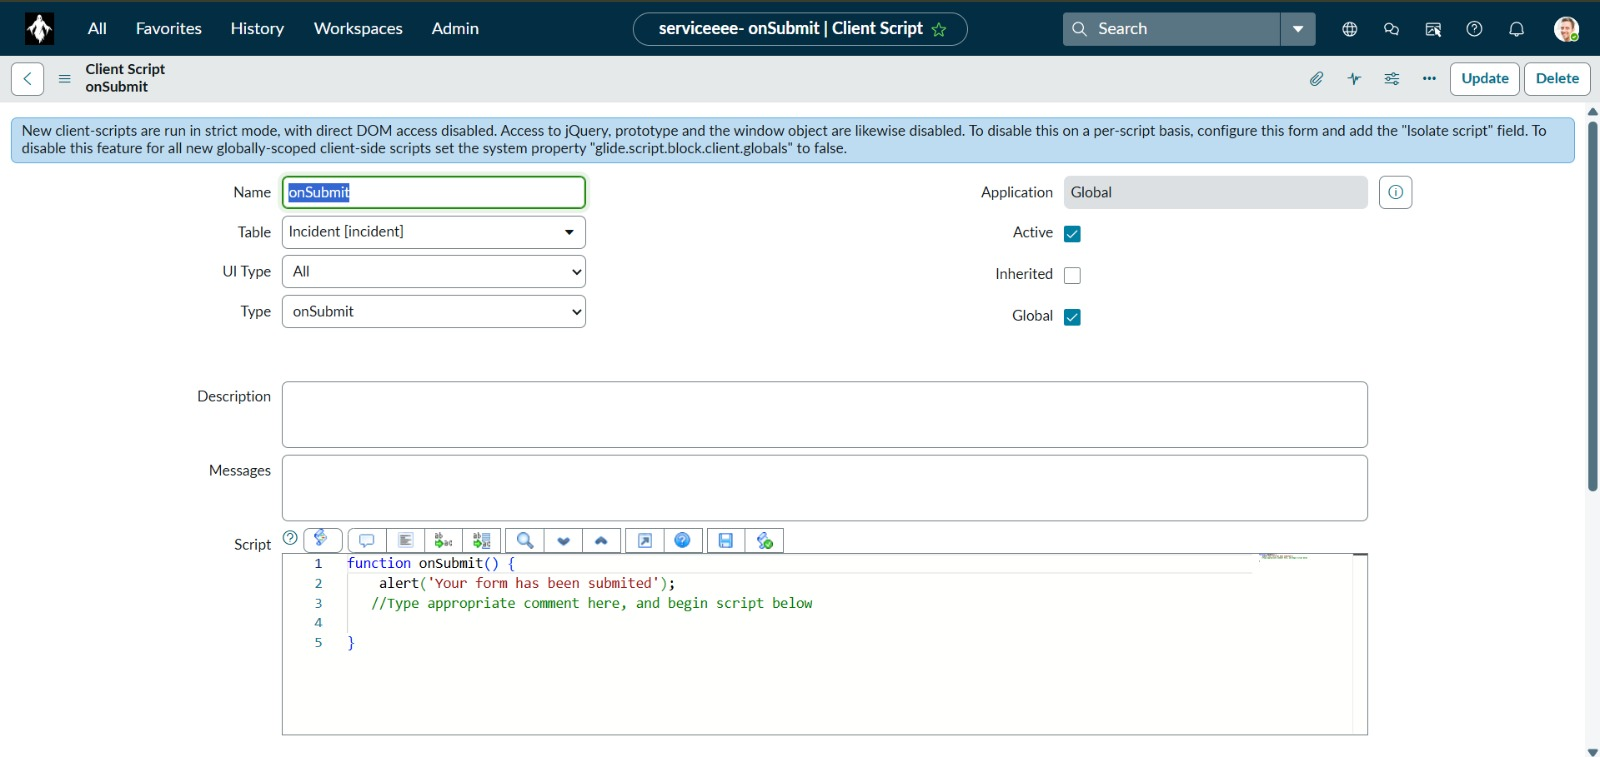 All Favorites History Workspaces Admin serviceeee- onSubmit | Client Script Search
Client Script
onSubmit
Update Delete
New client-scripts are run in strict mode, with direct DOM access disabled. Access to jQuery, prototype and the window object are likewise disabled. To disable this on a per-script basis, configure this form and add the "Isolate script" field. To
disable this feature for all new globally-scoped client-side scripts set the system property "glide.script.block.client.globals" to false.
Name onSubmit
Application Global
Table Incident [incident]
Active
UI Type All
Inherited
Type onSubmit
Global
Description
Messages
Script
1 function onSubmit() {
2 alert('Your form has been submited');
3 //Type appropriate comment here, and begin script below
4
5 }